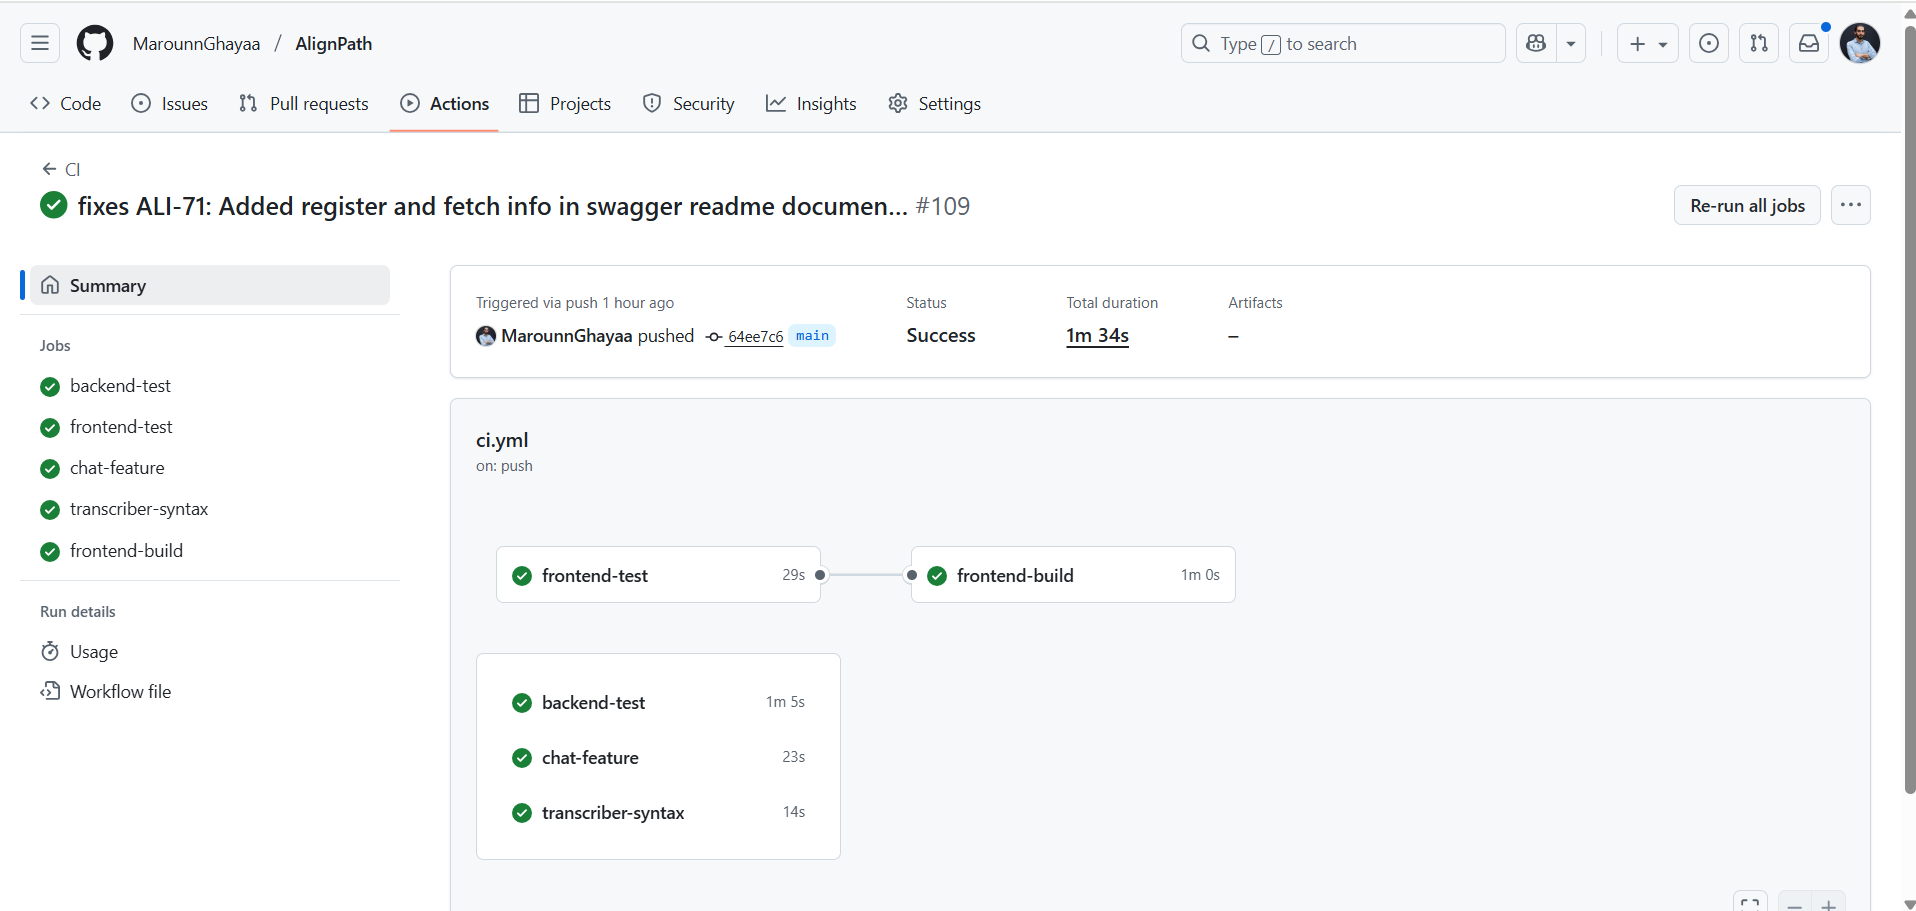 MarounnGhayaa / AlignPath
Type / to search
Code Issues Pull requests Actions Projects Security Insights Settings
CI
fixes ALI-71: Added register and fetch info in swagger readme documen... #109
Re-run all jobs
Summary
Jobs
backend-test
frontend-test
chat-feature
transcriber-syntax
frontend-build
Run details
Usage
Workflow file
Triggered via push 1 hour ago
MarounnGhayaa pushed 64ee7c6 main
Status
Success
Total duration
1m 34s
Artifacts
–
ci.yml
on: push
frontend-test 29s
frontend-build 1m 0s
backend-test 1m 5s
chat-feature 23s
transcriber-syntax 14s